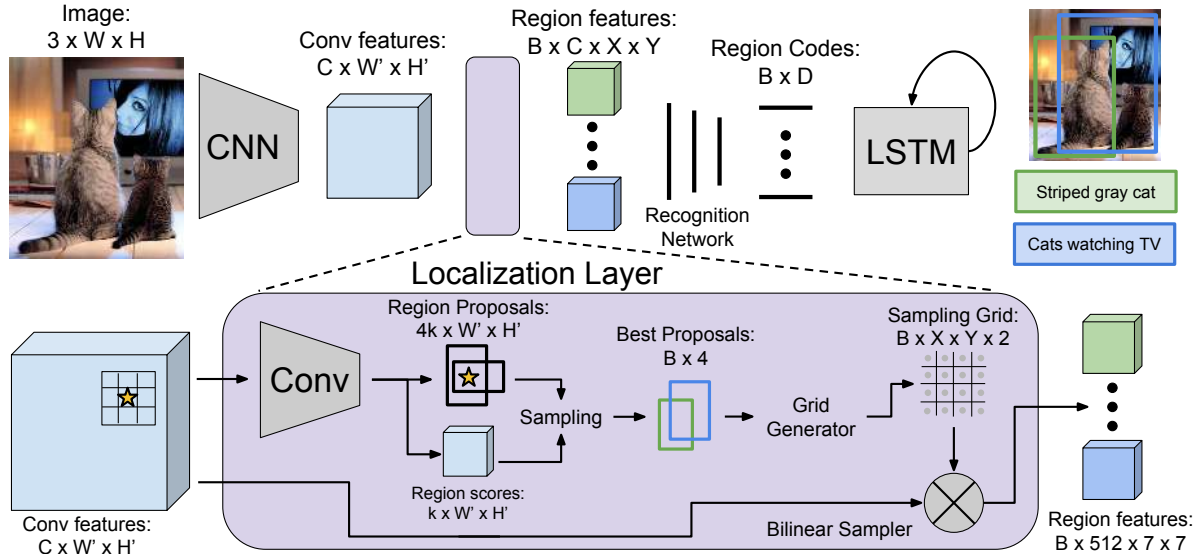 Image:
3 x W x H
CNN
Conv features:
C x W’ x H’
Region features:
B x C x X x Y
Recognition
Network
Region Codes:
B x D
LSTM
Striped gray cat
Cats watching TV
Localization Layer
Conv features:
C x W’ x H’
Conv
Region Proposals:
4k x W’ x H’
Region scores:
k x W’ x H’
Sampling
Best Proposals:
B x 4
Grid
Generator
Sampling Grid:
B x X x Y x 2
Bilinear Sampler
Region features:
B x 512 x 7 x 7